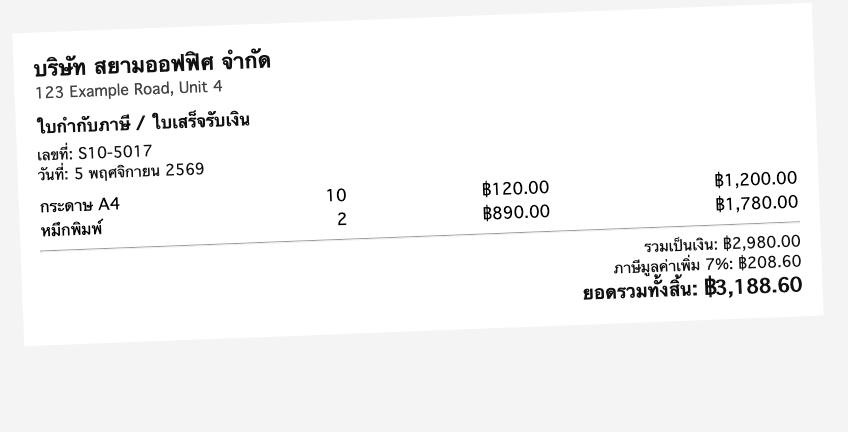 บริษัท สยามออฟฟิศ จำกัด
123 Example Road, Unit 4
ใบกำกับภาษี / ใบเสร็จรับเงิน
เลขที่: S10-5017
วันที่: 5 พฤศจิกายน 2569
กระดาษ A4 10 ฿120.00 ฿1,200.00
หมึกพิมพ์ 2 ฿890.00 ฿1,780.00
รวมเป็นเงิน: ฿2,980.00
ภาษีมูลค่าเพิ่ม 7%: ฿208.60
ยอดรวมทั้งสิ้น: ฿3,188.60